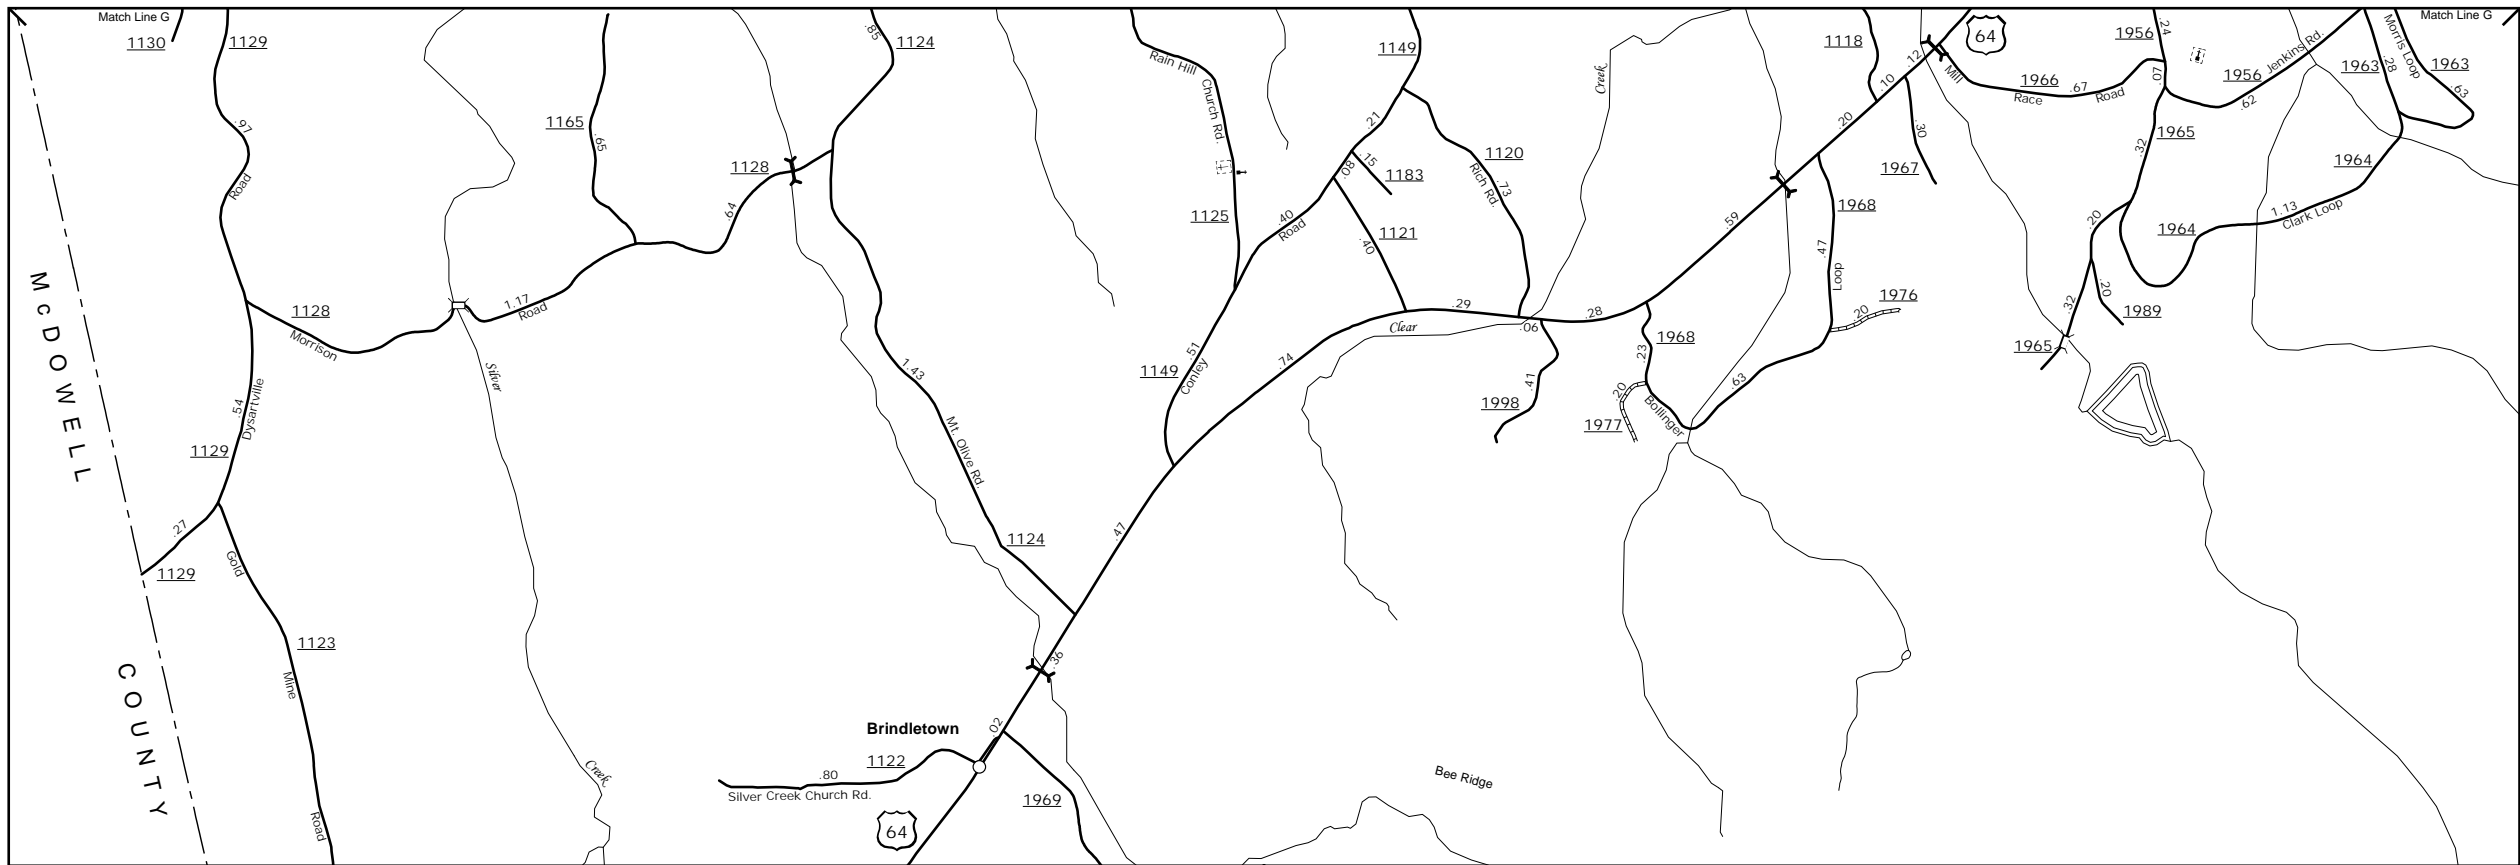 Match Line G
Match Line G
1130
1129
.97
Road
1165
.65
.85
1124
1128
.64
1.17
Road
1128
Morrison
Silver
.54
Dysartville
1129
.27
1129
Gold
1123
Mine
Road
McDOWELL
COUNTY
1.43
Mt. Olive Rd.
1124
Rain Hill
Church Rd.
1125
1149
.21
.08
.15
1183
.40
Road
1121
.40
1120
Rich Rd.
.73
.51
1149
Conley
.74
.29
Clear
Creek
.06
.28
.59
.20
.10
.12
1118
64
Mill
1966
.67
Race
Road
.30
1967
1968
.47
Loop
1976
.20
1968
.23
.20
1977
Bollinger
.63
.41
1998
.47
.36
.02
Brindletown
1122
.80
Silver Creek Church Rd.
64
1969
Creek
Bee Ridge
.24
1956
.07
1956
Jenkins Rd.
.62
1963
.28
Morris Loop
1963
.63
1965
.32
1964
1964
1.13
Clark Loop
.20
.20
1989
.32
1965